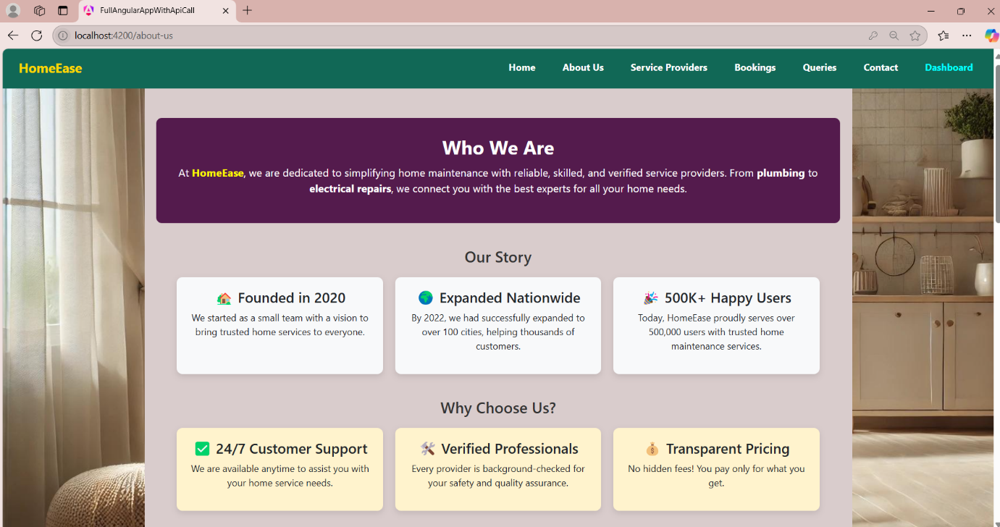 FullAngularAppWithApiCall
localhost:4200/about-us
HomeEase
Home
About Us
Service Providers
Bookings
Queries
Contact
Dashboard
Who We Are
At HomeEase, we are dedicated to simplifying home maintenance with reliable, skilled, and verified service providers. From plumbing to
electrical repairs, we connect you with the best experts for all your home needs.
Our Story
Founded in 2020
We started as a small team with a vision to
bring trusted home services to everyone.
Expanded Nationwide
By 2022, we had successfully expanded to
over 100 cities, helping thousands of
customers.
500K+ Happy Users
Today, HomeEase proudly serves over
500,000 users with trusted home
maintenance services.
Why Choose Us?
24/7 Customer Support
We are available anytime to assist you with
your home service needs.
Verified Professionals
Every provider is background-checked for
your safety and quality assurance.
Transparent Pricing
No hidden fees! You pay only for what you
get.